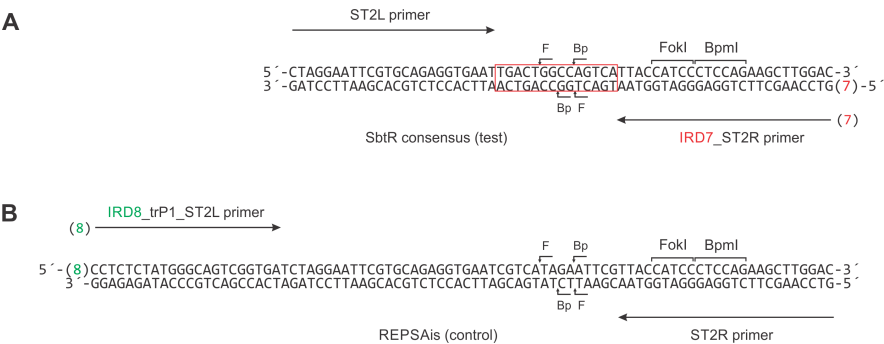 A
ST2L primer
F Bp FokI BpmI
5´-CTAGGAATTCGTGCAGAGGTGAATTGACTGGCCAGTCATTACCATCCCTCCAGAAGCTTGGAC-3´
3´-GATCCTTAAGCACGTCTCCACTTAACTGACCGGTCAGTAATGGTAGGGAGGTCTTCGAACCTG(7)-5´
Bp F
(7)
SbtR consensus (test)
IRD7_ST2R primer
B
IRD8_trP1_ST2L primer
(8)
F Bp FokI BpmI
5´-(8)CCTCTCTATGGGCAGTCGGTGATCTAGGAATTCGTGCAGAGGTGAATCGTCATAGAATTCGTTACCATCCCTCCAGAAGCTTGGAC-3´
3´-GGAGAGATACCCGTCAGCCACTAGATCCTTAAGCACGTCTCCACTTAGCAGTATCTTAAGCAATGGTAGGGAGGTCTTCGAACCTG-5´
Bp F
REPSAis (control)
ST2R primer